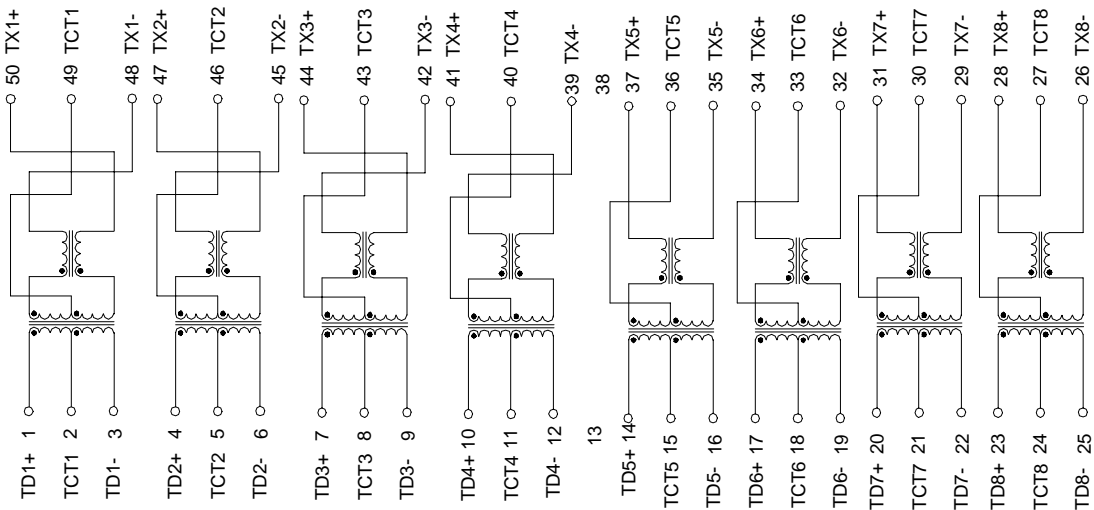 50 TX1+
49 TCT1
48 TX1-
47 TX2+
46 TCT2
45 TX2-
44 TX3+
43 TCT3
42 TX3-
41 TX4+
40 TCT4
39 TX4-
38
37 TX5+
36 TCT5
35 TX5-
34 TX6+
33 TCT6
32 TX6-
31 TX7+
30 TCT7
29 TX7-
28 TX8+
27 TCT8
26 TX8-
TD1+ 1
TCT1 2
TD1- 3
TD2+ 4
TCT2 5
TD2- 6
TD3+ 7
TCT3 8
TD3- 9
TD4+ 10
TCT4 11
TD4- 12
13
TD5+ 14
TCT5 15
TD5- 16
TD6+ 17
TCT6 18
TD6- 19
TD7+ 20
TCT7 21
TD7- 22
TD8+ 23
TCT8 24
TD8- 25